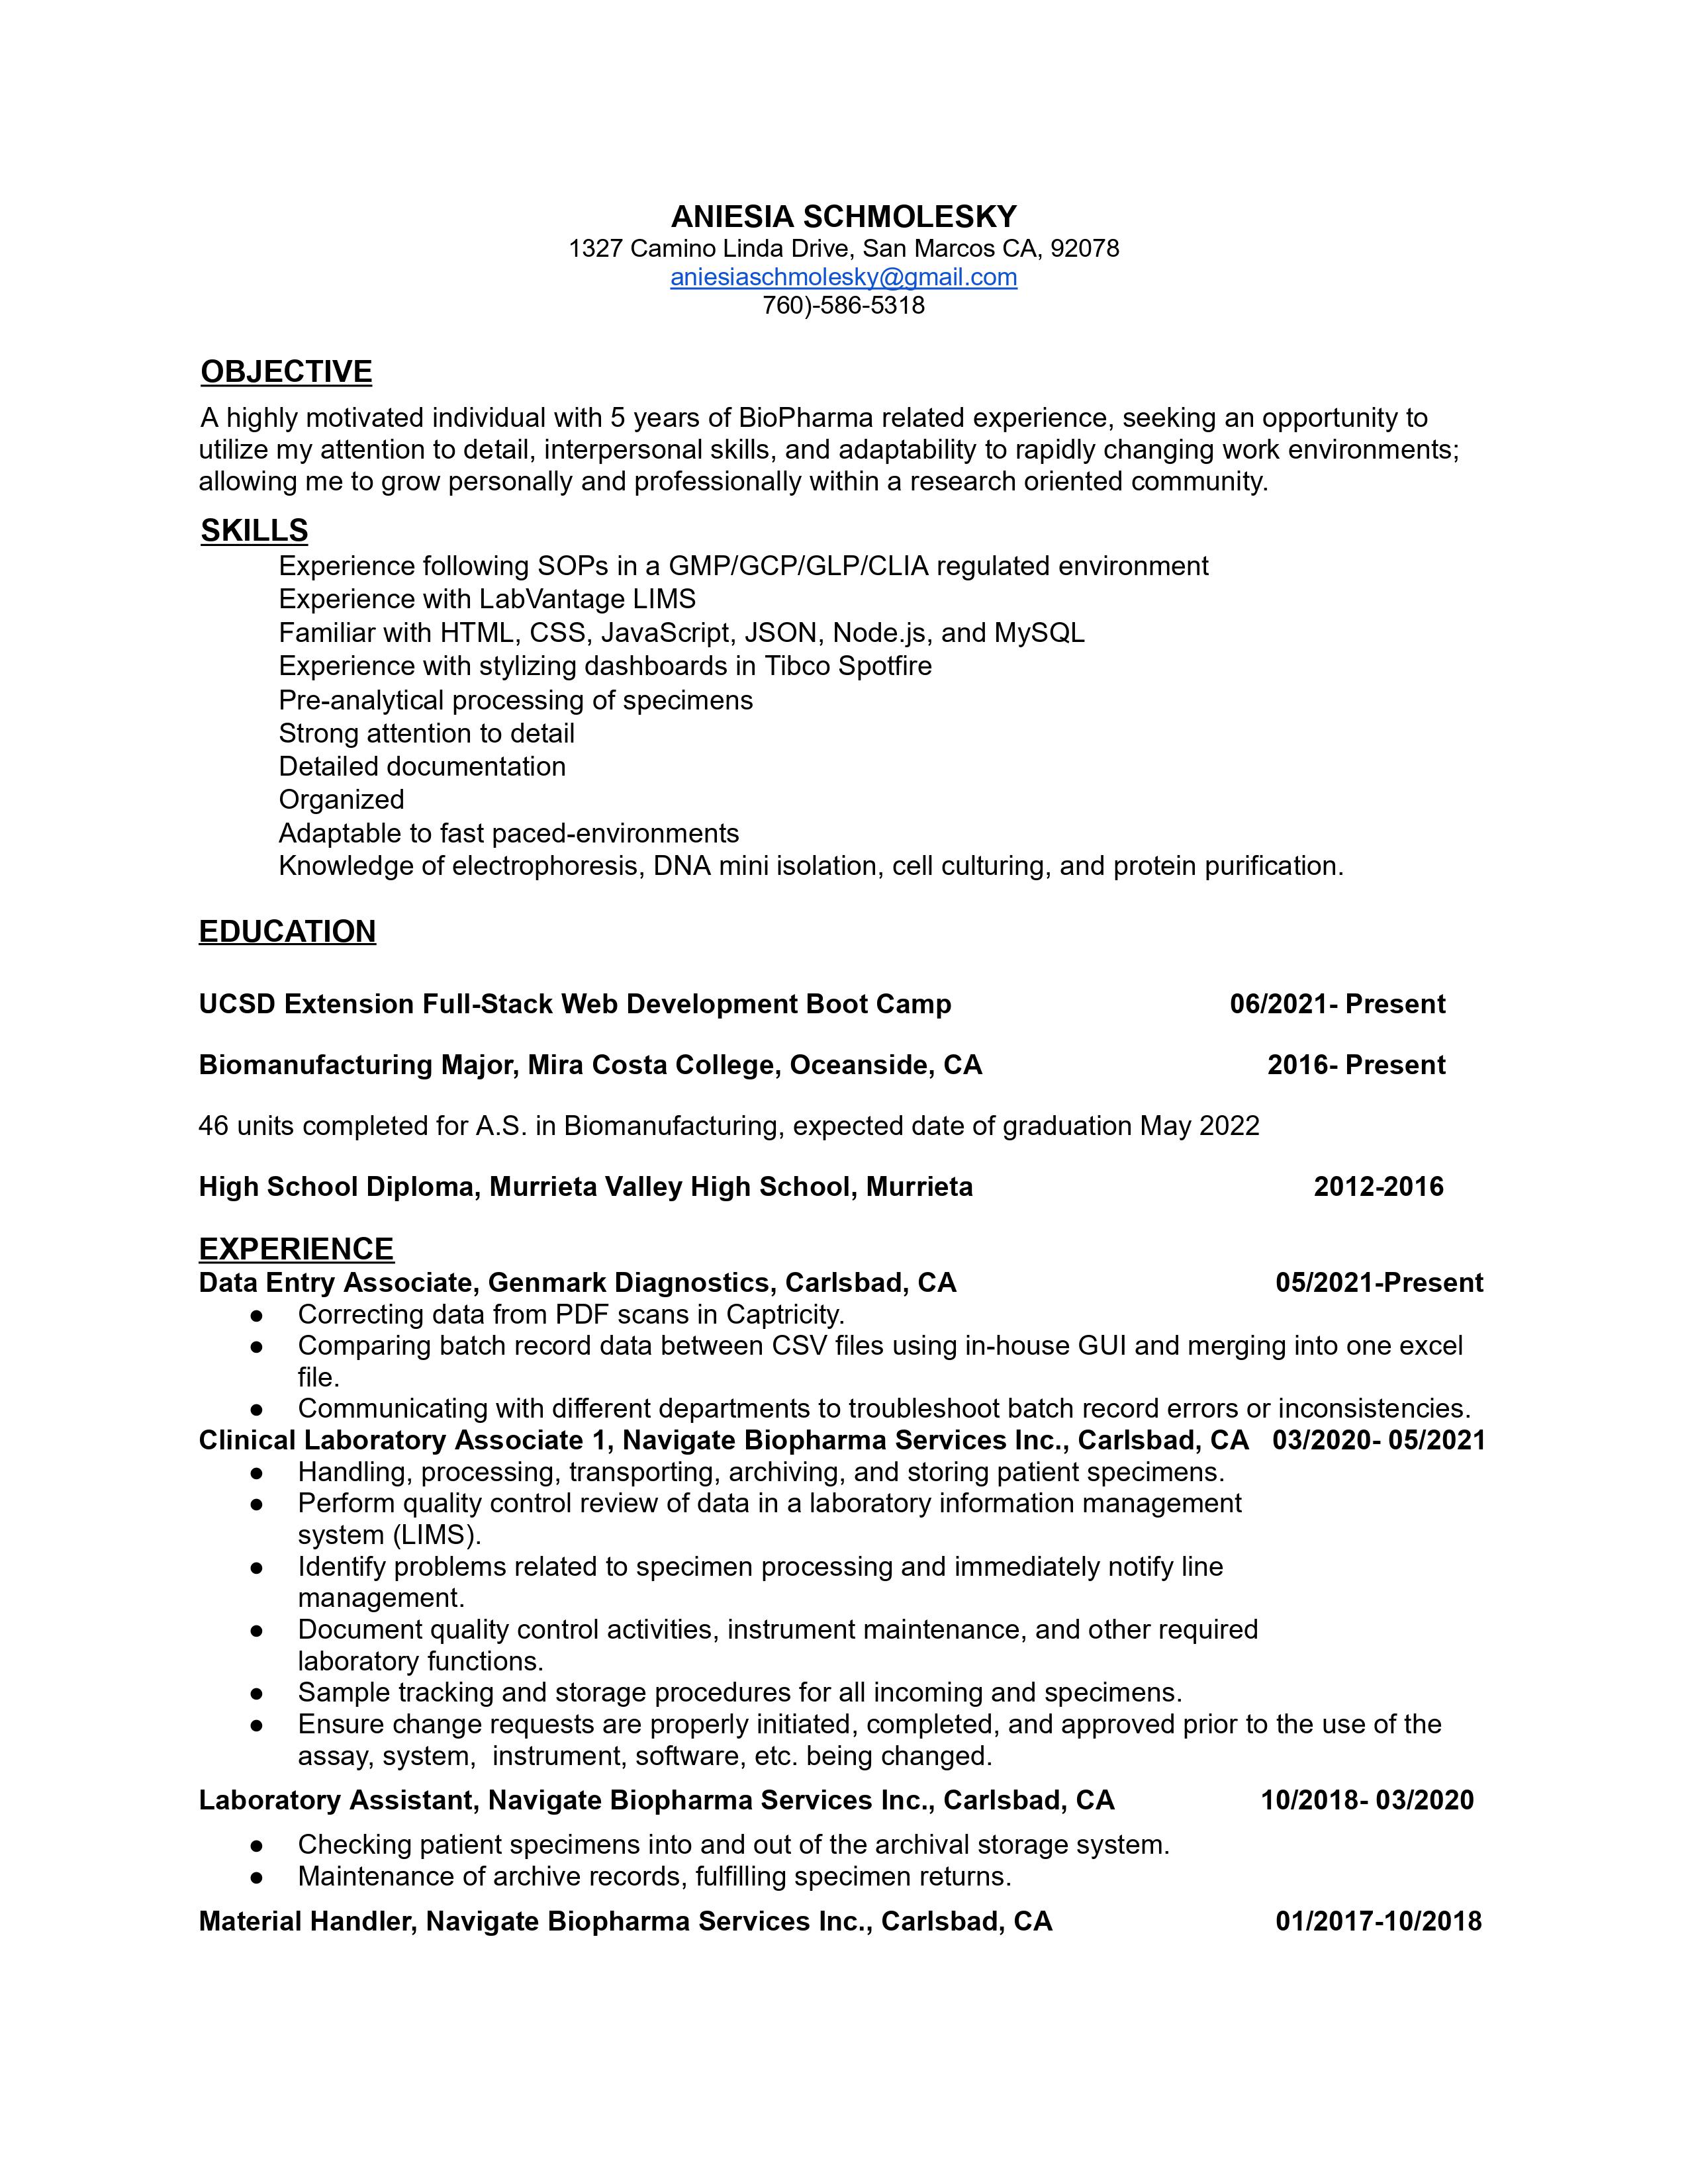 ANIESIA SCHMOLESKY
1327 Camino Linda Drive, San Marcos CA, 92078
aniesiaschmolesky@gmail.com
760)-586-5318
OBJECTIVE
A highly motivated individual with 5 years of BioPharma related experience, seeking an opportunity to
utilize my attention to detail, interpersonal skills, and adaptability to rapidly changing work environments;
allowing me to grow personally and professionally within a research oriented community.
SKILLS
Experience following SOPs in a GMP/GCP/GLP/CLIA regulated environment
Experience with LabVantage LIMS
Familiar with HTML, CSS, JavaScript, JSON, Node.js, and MySQL
Experience with stylizing dashboards in Tibco Spotfire
Pre-analytical processing of specimens
Strong attention to detail
Detailed documentation
Organized
Adaptable to fast paced-environments
Knowledge of electrophoresis, DNA mini isolation, cell culturing, and protein purification.
EDUCATION
UCSD Extension Full-Stack Web Development Boot Camp 06/2021- Present
Biomanufacturing Major, Mira Costa College, Oceanside, CA 2016- Present
46 units completed for A.S. in Biomanufacturing, expected date of graduation May 2022
High School Diploma, Murrieta Valley High School, Murrieta 2012-2016
EXPERIENCE
Data Entry Associate, Genmark Diagnostics, Carlsbad, CA 05/2021-Present
● Correcting data from PDF scans in Captricity.
● Comparing batch record data between CSV files using in-house GUI and merging into one excel
file.
● Communicating with different departments to troubleshoot batch record errors or inconsistencies.
Clinical Laboratory Associate 1, Navigate Biopharma Services Inc., Carlsbad, CA 03/2020- 05/2021
● Handling, processing, transporting, archiving, and storing patient specimens.
● Perform quality control review of data in a laboratory information management
system (LIMS).
● Identify problems related to specimen processing and immediately notify line
management.
● Document quality control activities, instrument maintenance, and other required
laboratory functions.
● Sample tracking and storage procedures for all incoming and specimens.
● Ensure change requests are properly initiated, completed, and approved prior to the use of the
assay, system,  instrument, software, etc. being changed.
Laboratory Assistant, Navigate Biopharma Services Inc., Carlsbad, CA 10/2018- 03/2020
● Checking patient specimens into and out of the archival storage system.
● Maintenance of archive records, fulfilling specimen returns.
Material Handler, Navigate Biopharma Services Inc., Carlsbad, CA 01/2017-10/2018